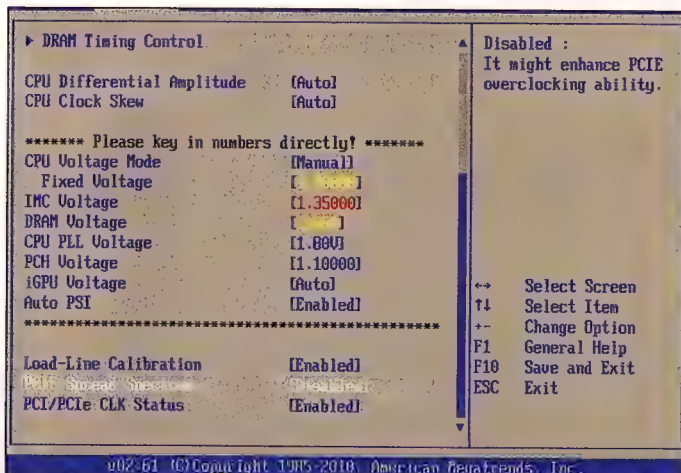 ▶ DRAM Timing Control
CPU Differential Amplitude [Auto]
CPU Clock Skew [Auto]
******* Please key in numbers directly! *******
CPU Voltage Mode [Manual]
Fixed Voltage [ ]
IMC Voltage [1.35000]
DRAM Voltage [ ]
CPU PLL Voltage [1.80V]
PCH Voltage [1.10000]
iGPU Voltage [Auto]
Auto PSI [Enabled]
************************************************
Load-Line Calibration [Enabled]
PCI/PCIe CLK Status [Enabled]
Disabled :
It might enhance PCIE
overclocking ability.
←→ Select Screen
↑↓ Select Item
+- Change Option
F1 General Help
F10 Save and Exit
ESC Exit
v02.61 (C)Copyright 1985-2010, American Megatrends, Inc.